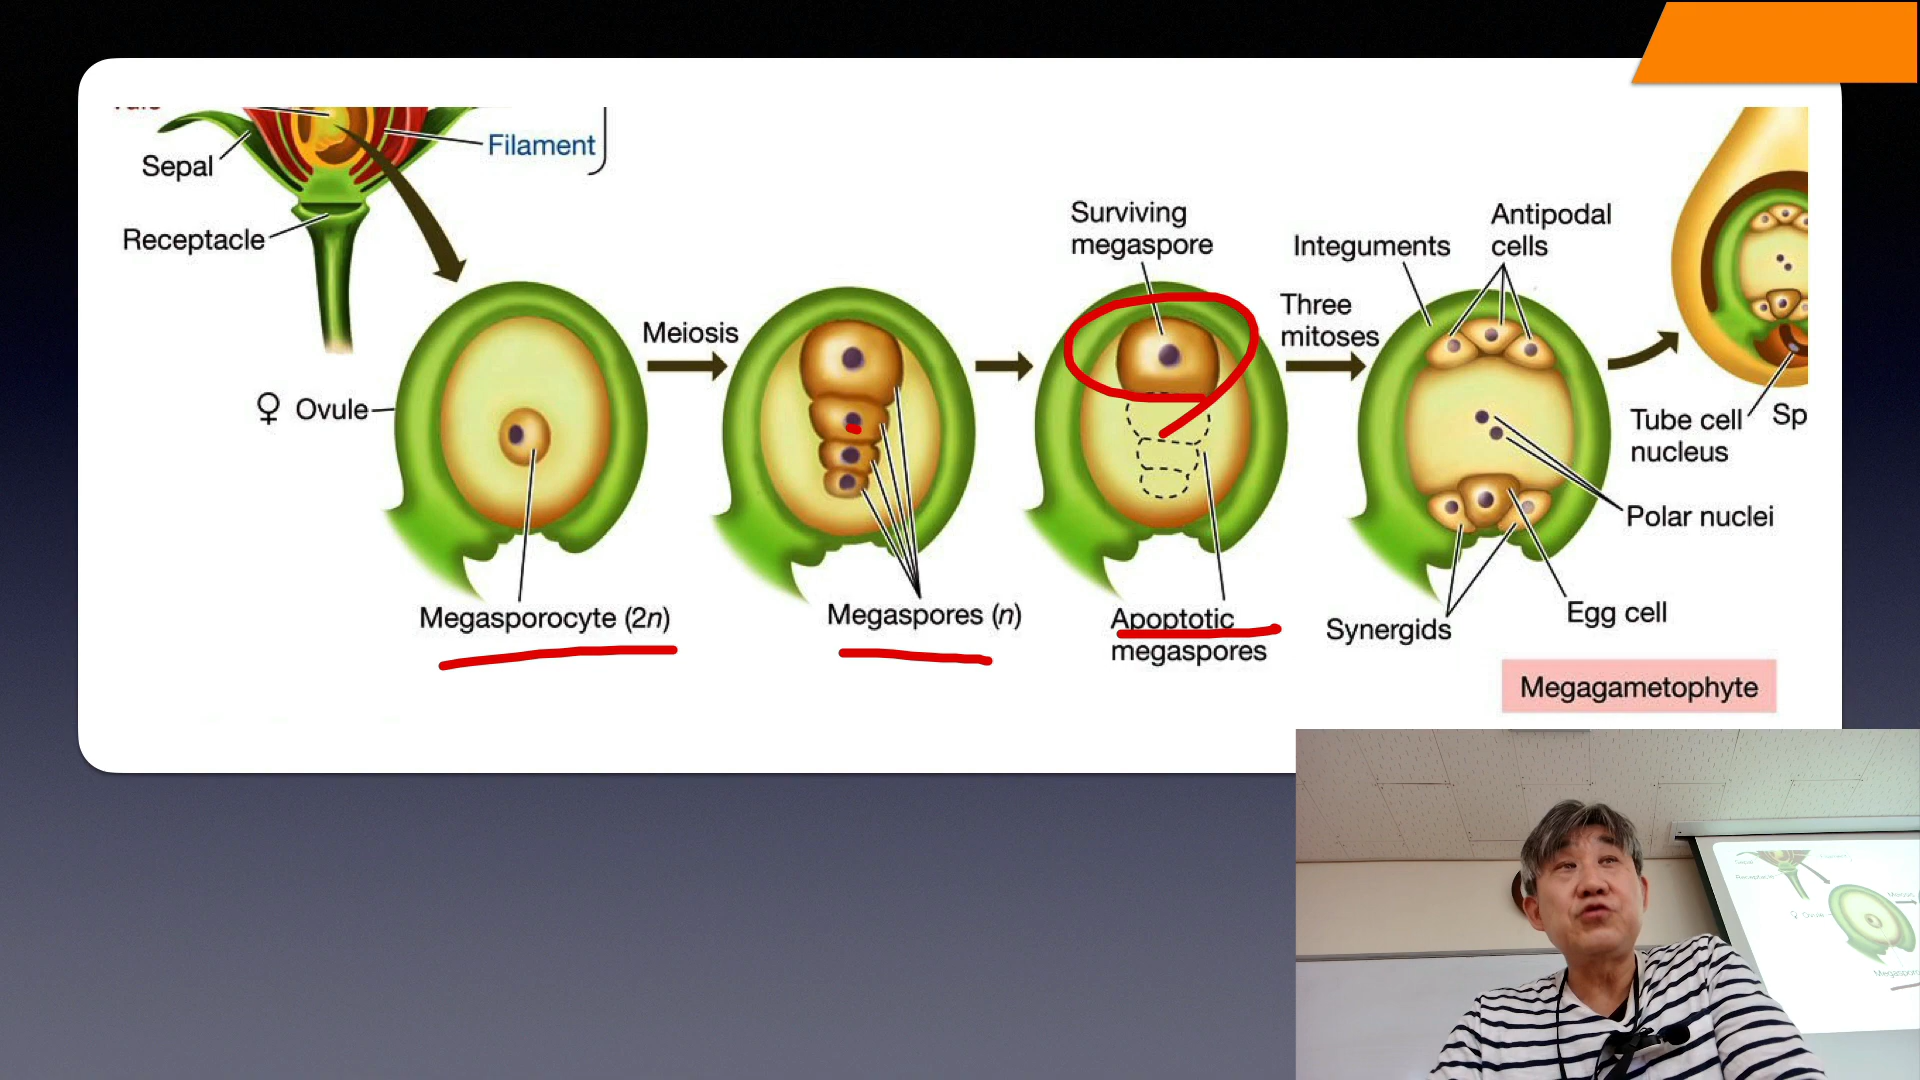 Filament
Sepal
Receptacle
♀ Ovule
Meiosis
Surviving
megaspore
Three
mitoses
Integuments
Antipodal
cells
Tube cell
nucleus
Sp
Polar nuclei
Egg cell
Synergids
Megasporocyte (2n)
Megaspores (n)
Apoptotic
megaspores
Megagametophyte
Receptacle